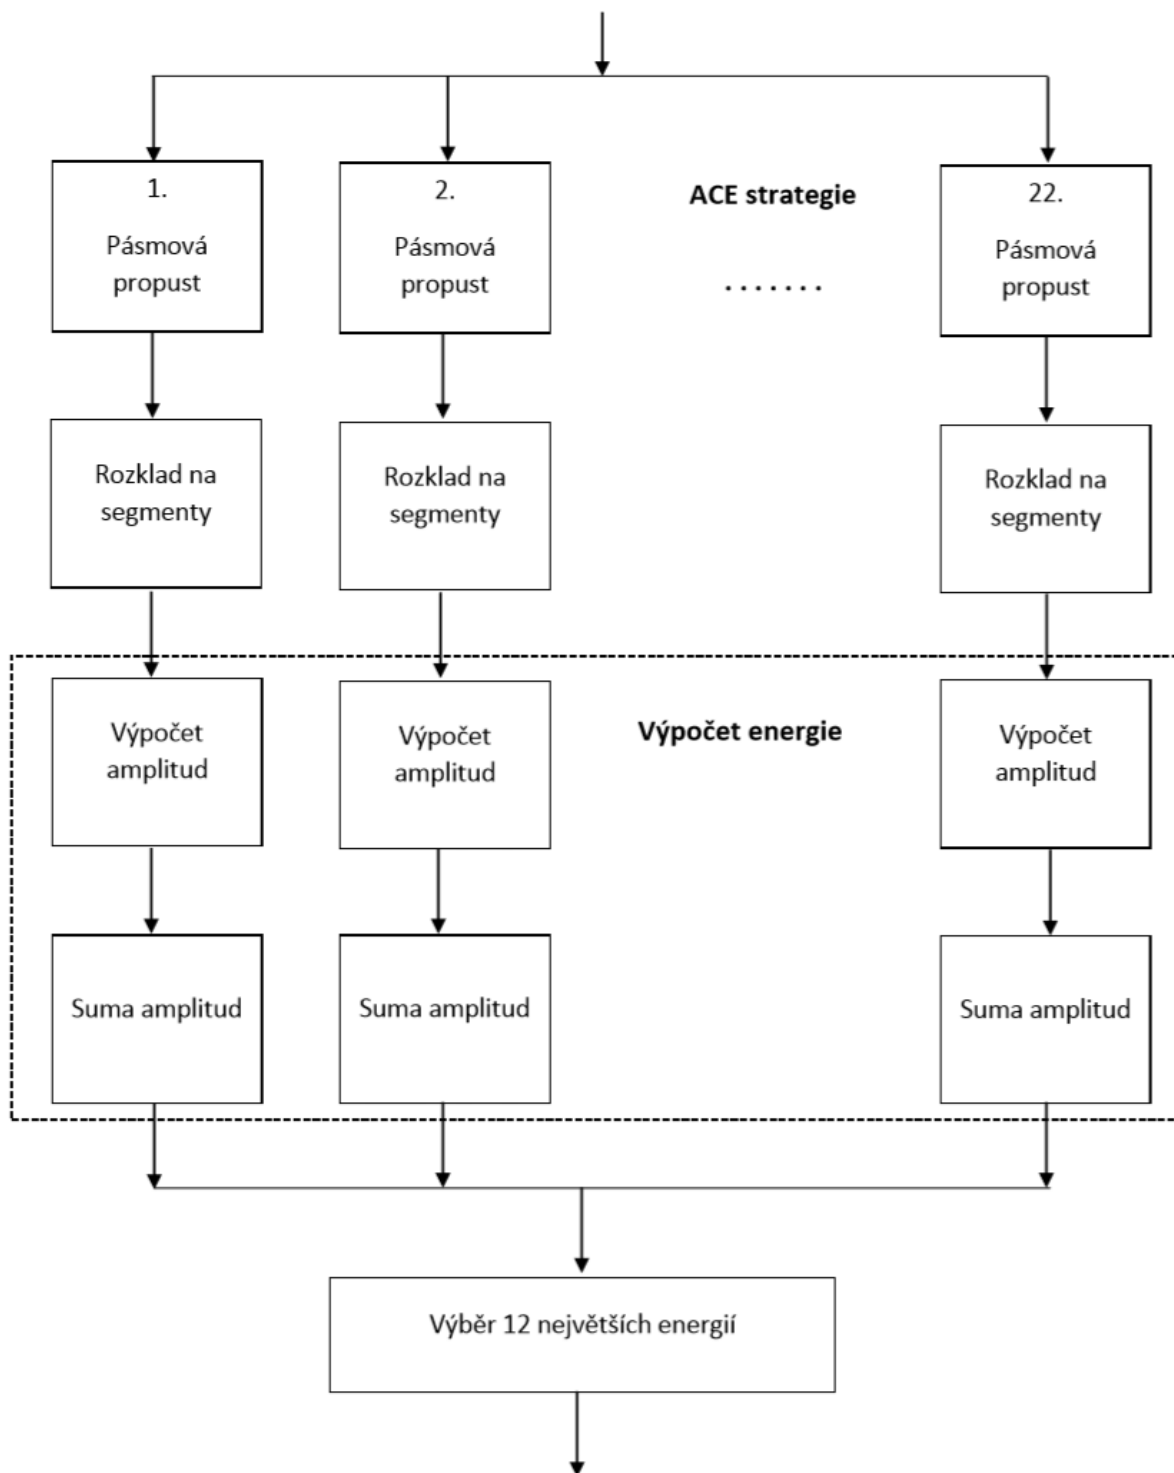 1.
Pásmová
propust
2.
Pásmová
propust
ACE strategie
.......
22.
Pásmová
propust
Rozklad na
segmenty
Rozklad na
segmenty
Rozklad na
segmenty
Výpočet
amplitud
Výpočet
amplitud
Výpočet energie
Výpočet
amplitud
Suma amplitud
Suma amplitud
Suma amplitud
Výběr 12 největších energií